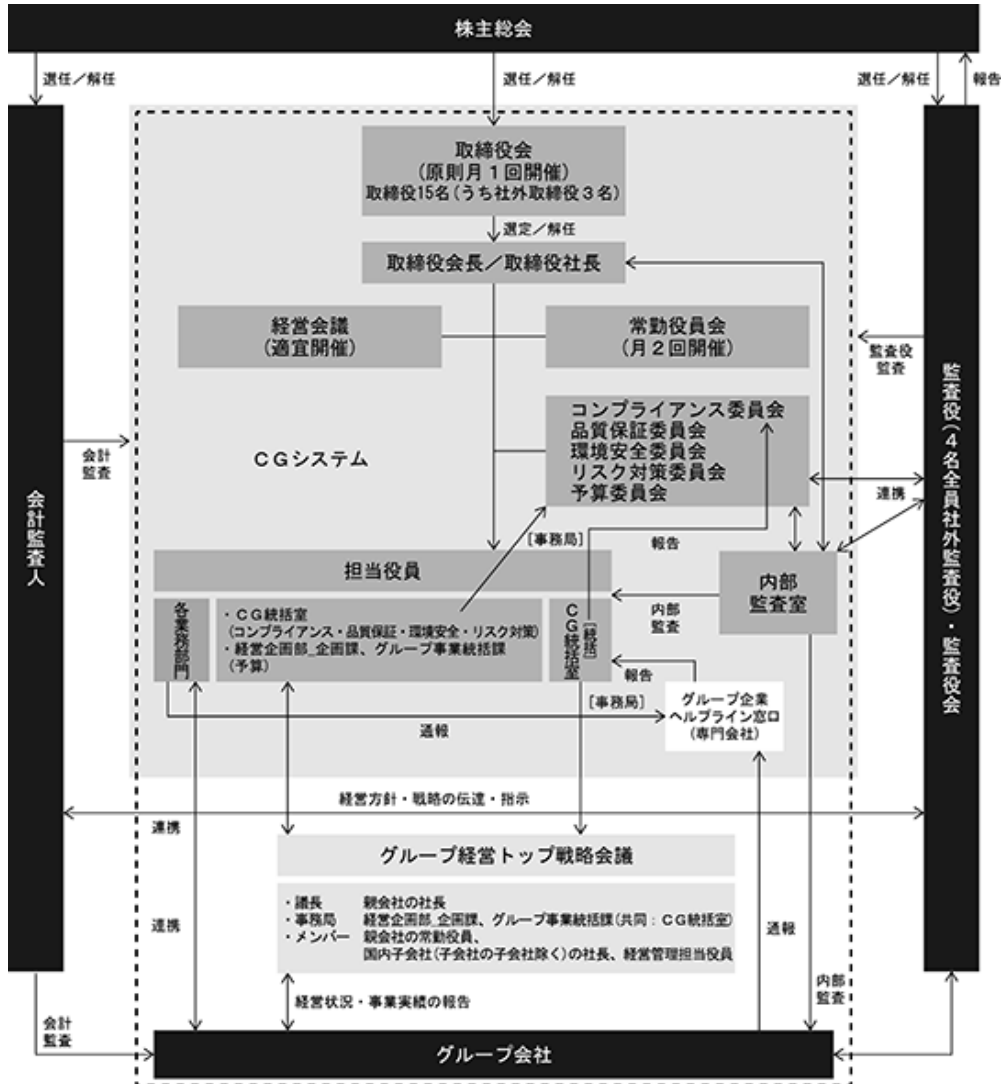 株主総会
選任／解任
選任／解任
選任／解任
報告
取締役会
(原則月１回開催)
取締役15名(うち社外取締役３名)
選定／解任
取締役会長／取締役社長
経営会議
(適宜開催)
常勤役員会
(月２回開催)
監査役
監査
コンプライアンス委員会
品質保証委員会
環境安全委員会
リスク対策委員会
予算委員会
ＣＧシステム
会計
監査
連携
会計監査人
監査役(４名全員社外監査役)・監査役会
[事務局]
報告
担当役員
内部
監査室
内部
監査
各業務部門
・ＣＧ統括室
(コンプライアンス・品質保証・環境安全・リスク対策)
・経営企画部_企画課、グループ事業統括課
(予算)
ＣＧ統括室
[統括]
報告
[事務局]
グループ企業
ヘルプライン窓口
(専門会社)
通報
経営方針・戦略の伝達・指示
連携
グループ経営トップ戦略会議
・議長　親会社の社長
・事務局　経営企画部_企画課、グループ事業統括課(共同：ＣＧ統括室)
・メンバー　親会社の常勤役員、
国内子会社(子会社の子会社除く)の社長、経営管理担当役員
連携
通報
内部
監査
経営状況・事業実績の報告
会計
監査
グループ会社